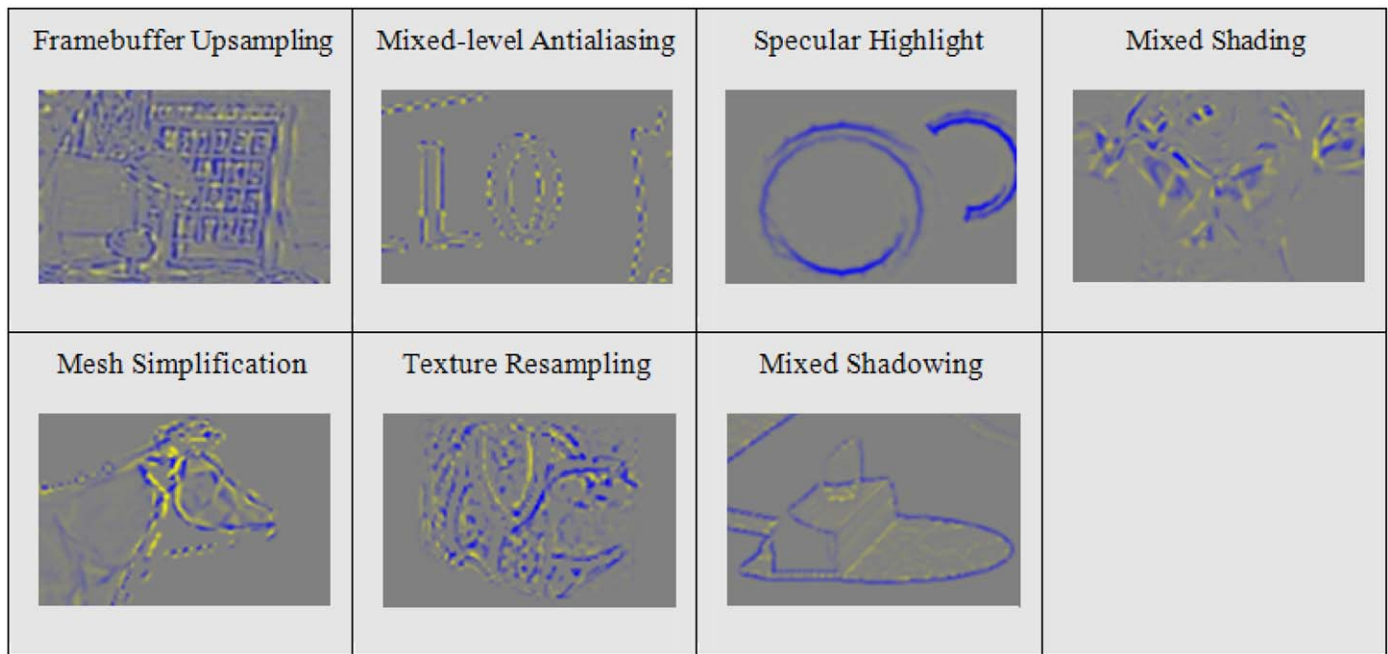 Framebuffer Upsampling
Mixed-level Antialiasing
Specular Highlight
Mixed Shading
Mesh Simplification
Texture Resampling
Mixed Shadowing